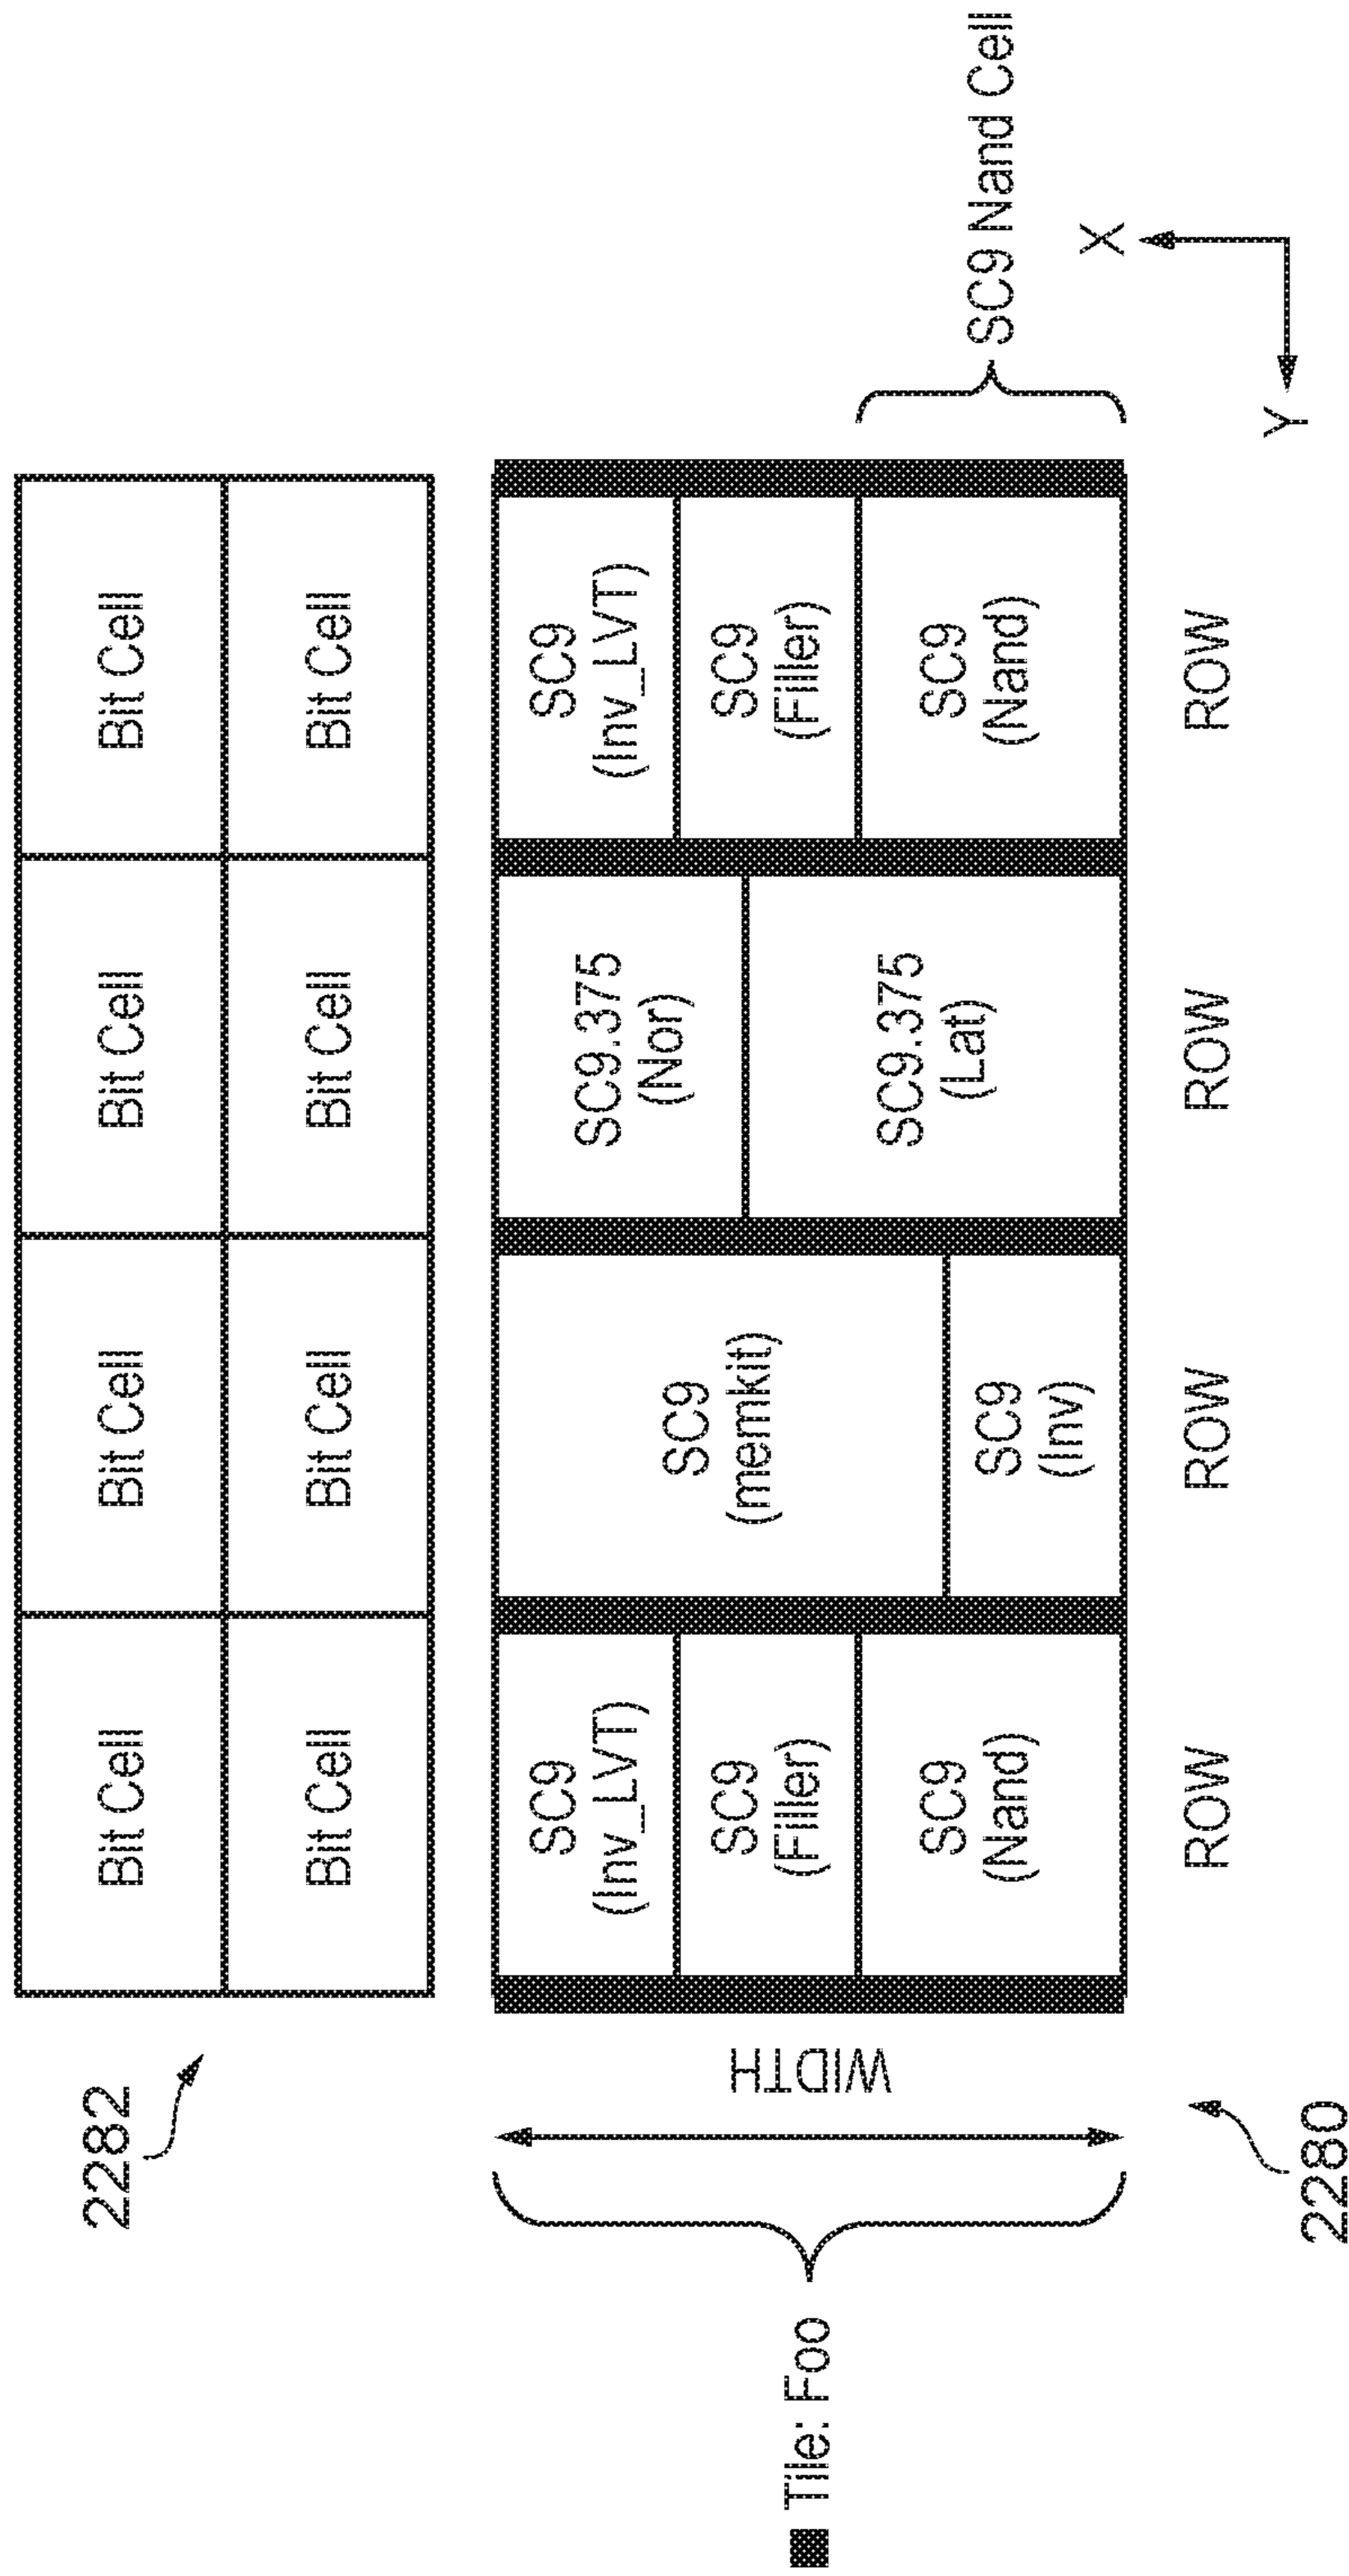 2282
Bit Cell
Bit Cell
Bit Cell
Bit Cell
Bit Cell
Bit Cell
Bit Cell
Bit Cell
Tile: Foo
WIDTH
SC9
(Inv_LVT)
SC9
(Filler)
SC9
(Nand)
SC9
(memkit)
SC9
(Inv)
SC9.375
(Nor)
SC9.375
(Lat)
SC9
(Inv_LVT)
SC9
(Filler)
SC9
(Nand)
SC9 Nand Cell
X
Y
ROW
ROW
ROW
ROW
2280